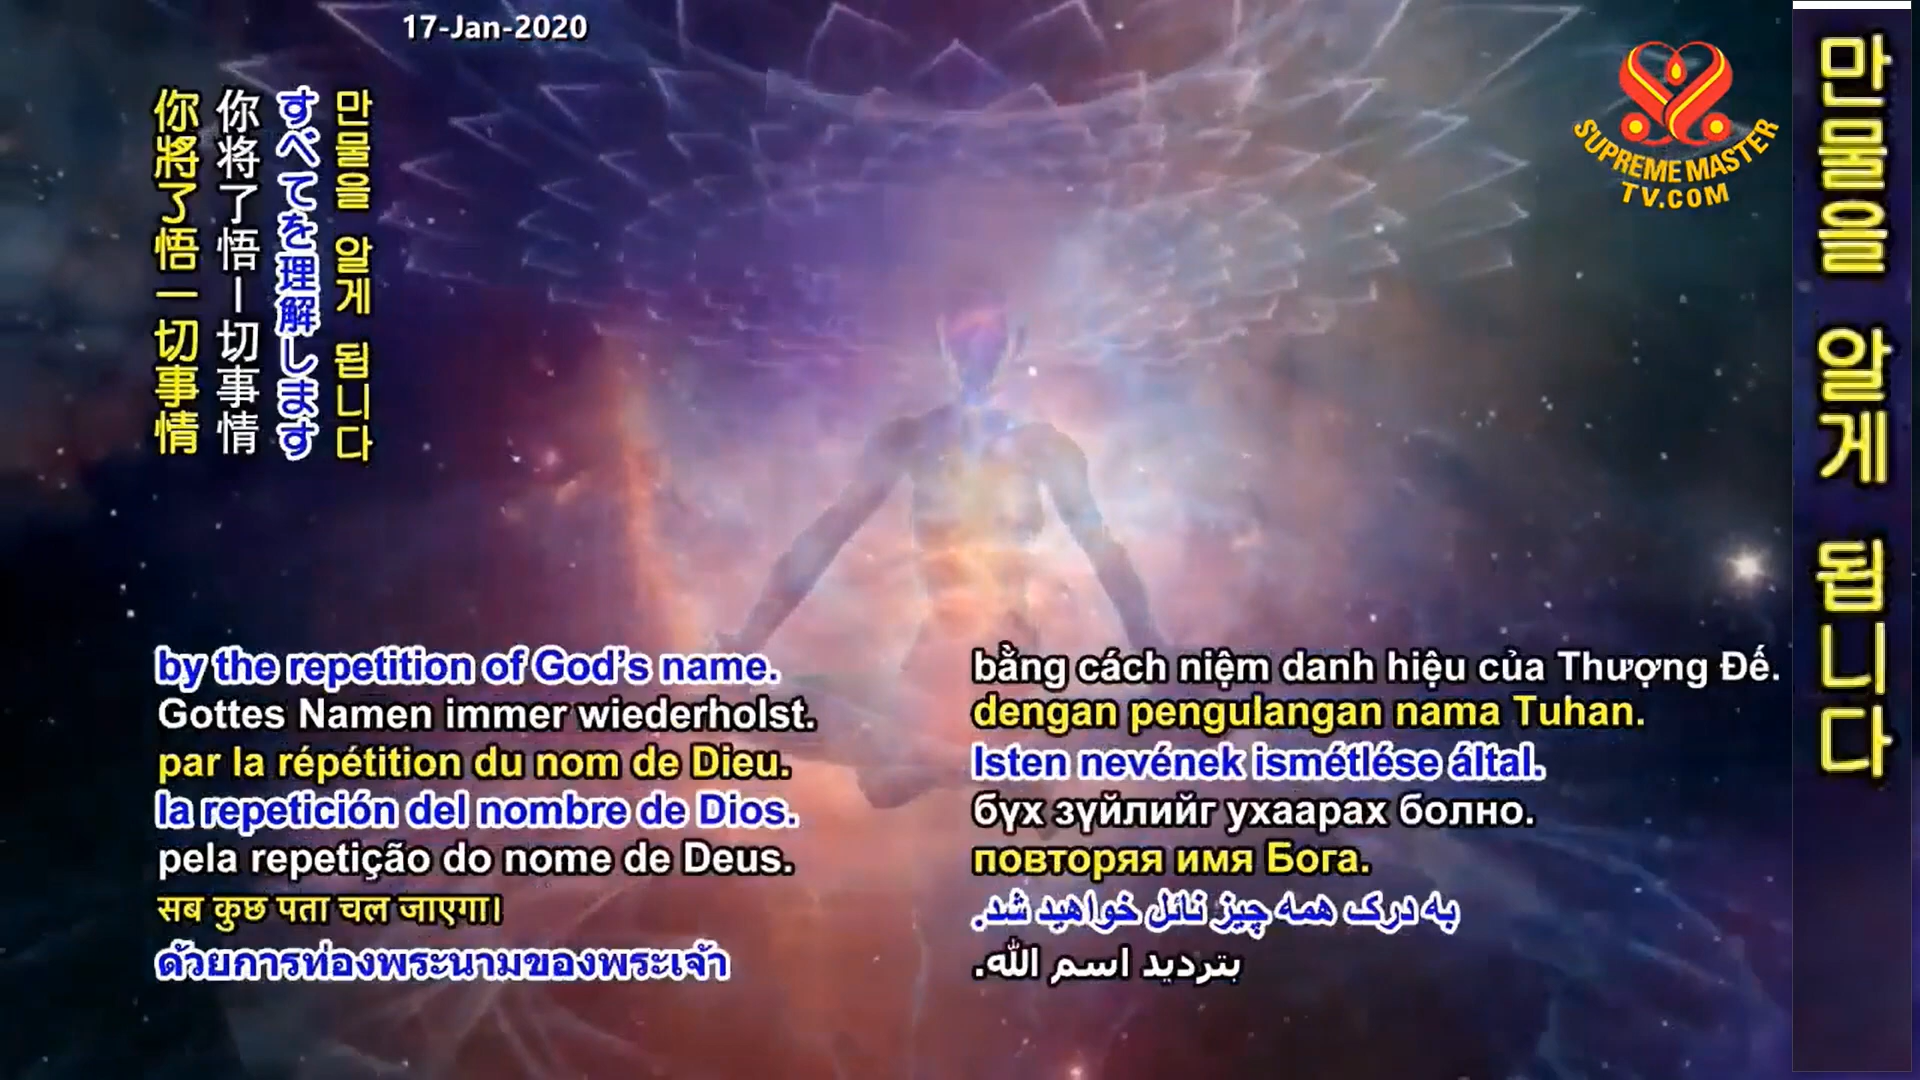 17-Jan-2020
SUPREME MASTER
TV.COM
만물을 알게 됩니다
すべてを理解します
你将了悟一切事情
你將了悟一切事情
만물을 알게 됩니다
by the repetition of God’s name.
Gottes Namen immer wiederholst.
par la répétition du nom de Dieu.
la repetición del nombre de Dios.
pela repetição do nome de Deus.
सब कुछ पता चल जाएगा।
ด้วยการท่องพระนามของพระเจ้า
bằng cách niệm danh hiệu của Thượng Đế.
dengan pengulangan nama Tuhan.
Isten nevének ismétlése által.
бүх зүйлийг ухаарах болно.
повторяя имя Бога.
به درک همه چیز نائل خواهید شد.
بترديد اسم الله.